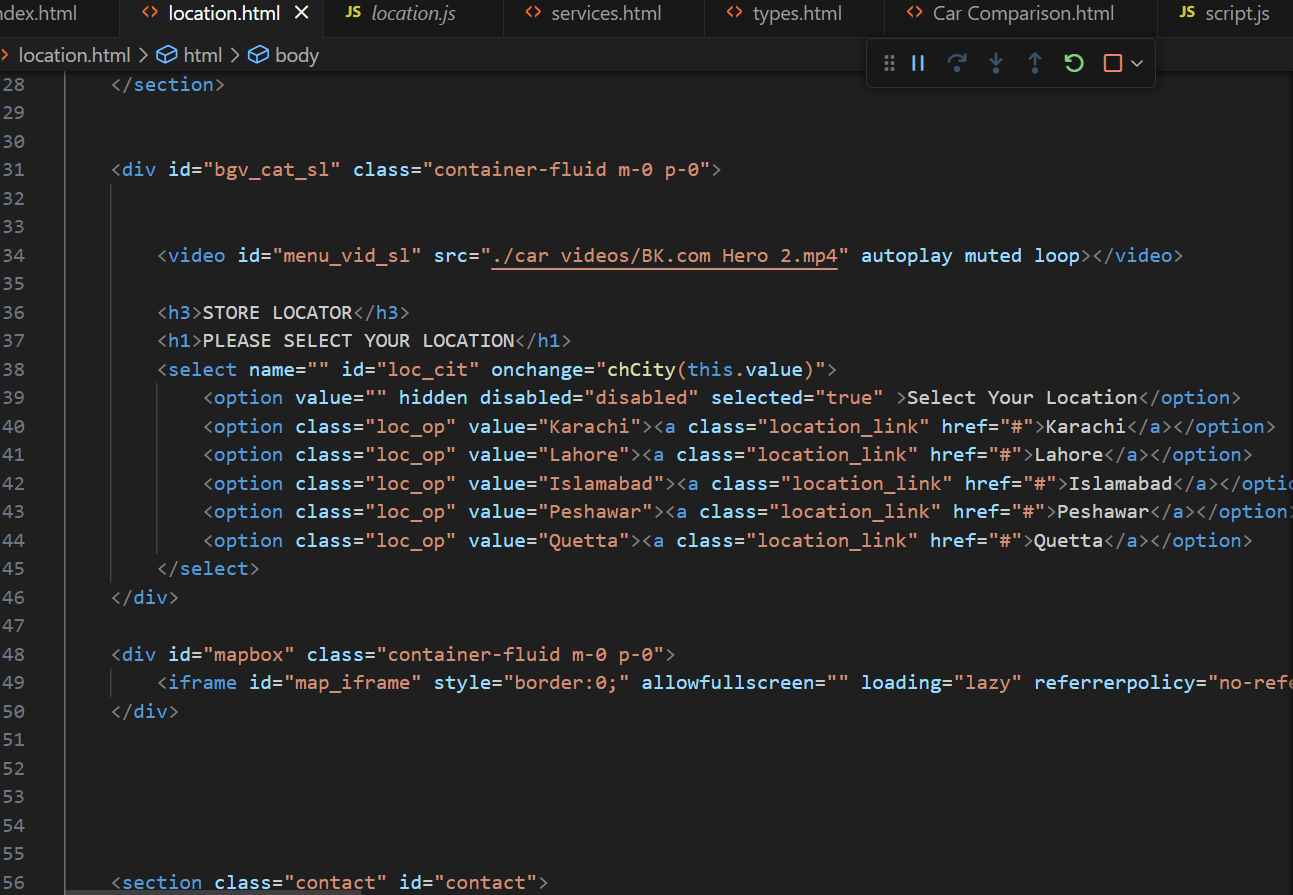 ndex.html location.html JS location.js services.html types.html Car Comparison.html JS script.js
location.html html body
28 </section>
29
30
31 <div id="bgv_cat_sl" class="container-fluid m-0 p-0">
32
33
34 <video id="menu_vid_sl" src="./car videos/BK.com Hero 2.mp4" autoplay muted loop></video>
35
36 <h3>STORE LOCATOR</h3>
37 <h1>PLEASE SELECT YOUR LOCATION</h1>
38 <select name="" id="loc_cit" onchange="chCity(this.value)">
39 <option value="" hidden disabled="disabled" selected="true" >Select Your Location</option>
40 <option class="loc_op" value="Karachi"><a class="location_link" href="#">Karachi</a></option>
41 <option class="loc_op" value="Lahore"><a class="location_link" href="#">Lahore</a></option>
42 <option class="loc_op" value="Islamabad"><a class="location_link" href="#">Islamabad</a></optio
43 <option class="loc_op" value="Peshawar"><a class="location_link" href="#">Peshawar</a></option>
44 <option class="loc_op" value="Quetta"><a class="location_link" href="#">Quetta</a></option>
45 </select>
46 </div>
47
48 <div id="mapbox" class="container-fluid m-0 p-0">
49 <iframe id="map_iframe" style="border:0;" allowfullscreen="" loading="lazy" referrerpolicy="no-refe
50 </div>
51
52
53
54
55
56 <section class="contact" id="contact">